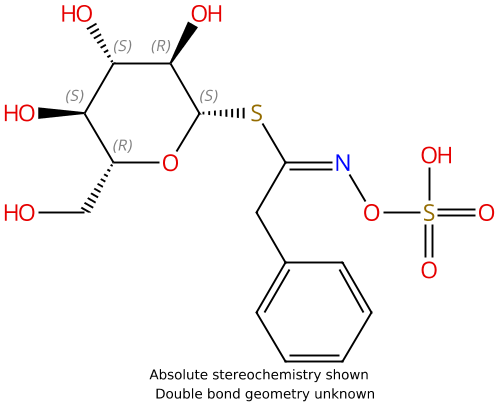 HO OH
(S) (R)
(S) (S)
HO S
(R) OH
O N
HO O S O
O
Absolute stereochemistry shown
Double bond geometry unknown